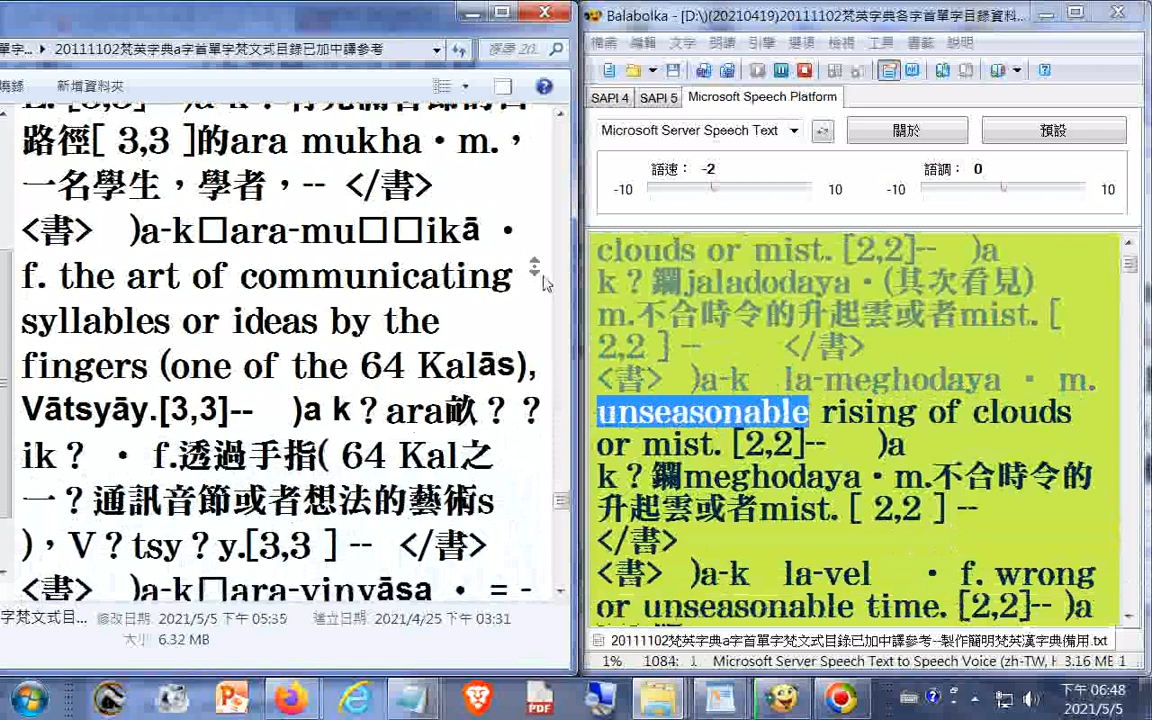 單字... ▸ 20111102梵英字典a字首單字梵文式目錄已加中譯參考
搜尋 20...
新增資料夾
路徑[ 3,3 ]的ara mukha‧m.，
一名學生，學者，-- </書>
<書> )a-k□ara-mu□□ikā ‧
f. the art of communicating
syllables or ideas by the
fingers (one of the 64 Kalās),
Vātsyāy.[3,3]-- )a k？ara畝？？
ik？ ‧ f.透過手指( 64 Kal之
一？通訊音節或者想法的藝術s
)，V？tsy？y.[3,3 ] -- </書>
<書> )a-k□ara-vinyāsa ‧ = -
字梵文式目... 修改日期: 2021/5/5 下午 05:35 建立日期: 2021/4/25 下午 03:31
大小: 6.32 MB
Balabolka - [D:\)(20210419)20111102梵英字典各字首單字目錄資料...
檔案 編輯 文字 朗讀 引擎 選項 檢視 工具 書籤 說明
SAPI 4 SAPI 5 Microsoft Speech Platform
Microsoft Server Speech Text 關於 預設
語速： -2 語調： 0
-10 10 -10 10
clouds or mist. [2,2]-- )a
k？鑭jaladodaya‧(其次看見)
m.不合時令的升起雲或者mist. [
2,2 ] -- </書>
<書> )a-k la-meghodaya ‧ m.
unseasonable rising of clouds
or mist. [2,2]-- )a
k？鑭meghodaya‧m.不合時令的
升起雲或者mist. [ 2,2 ] --
</書>
<書> )a-k la-vel ‧ f. wrong
or unseasonable time. [2,2]-- )a
20111102梵英字典a字首單字梵文式目錄已加中譯參考--製作簡明梵英漢字典備用.txt
1% 1084: 1 Microsoft Server Speech Text to Speech Voice (zh-TW, H 3.16 MB 1
PDF
下午 06:48
2021/5/5